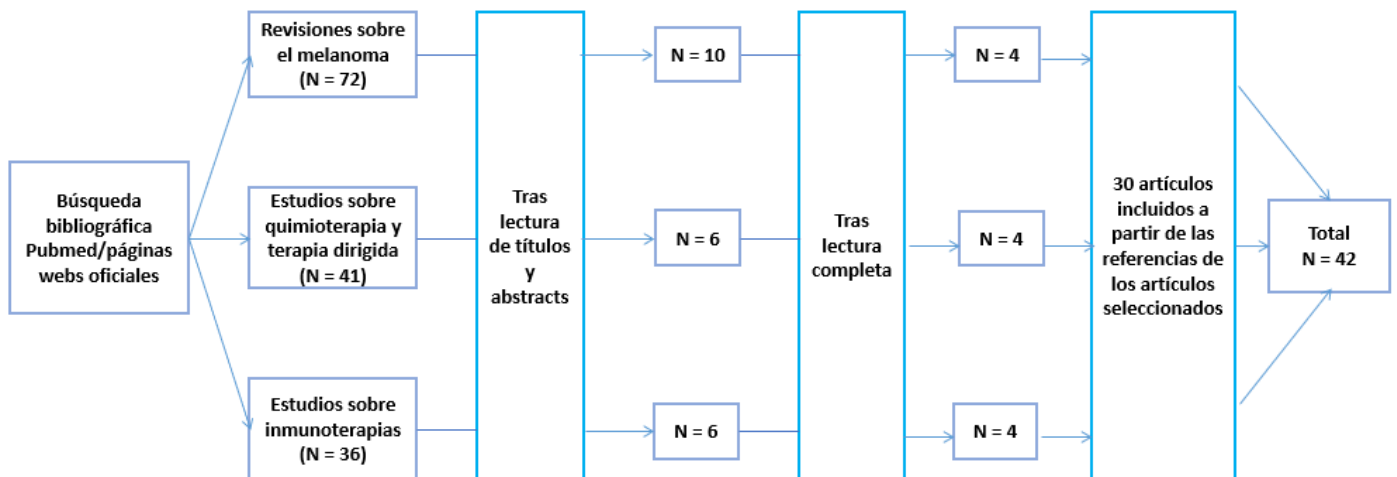 Búsqueda
bibliográfica
Pubmed/páginas
webs oficiales
Revisiones sobre
el melanoma
(N = 72)
Estudios sobre
quimioterapia y
terapia dirigida
(N = 41)
Estudios sobre
inmunoterapias
(N = 36)
Tras
lectura
de títulos
y
abstracts
N = 10
N = 6
N = 6
Tras
lectura
completa
N = 4
N = 4
N = 4
30 artículos
incluidos a
partir de las
referencias de
los artículos
seleccionados
Total
N = 42